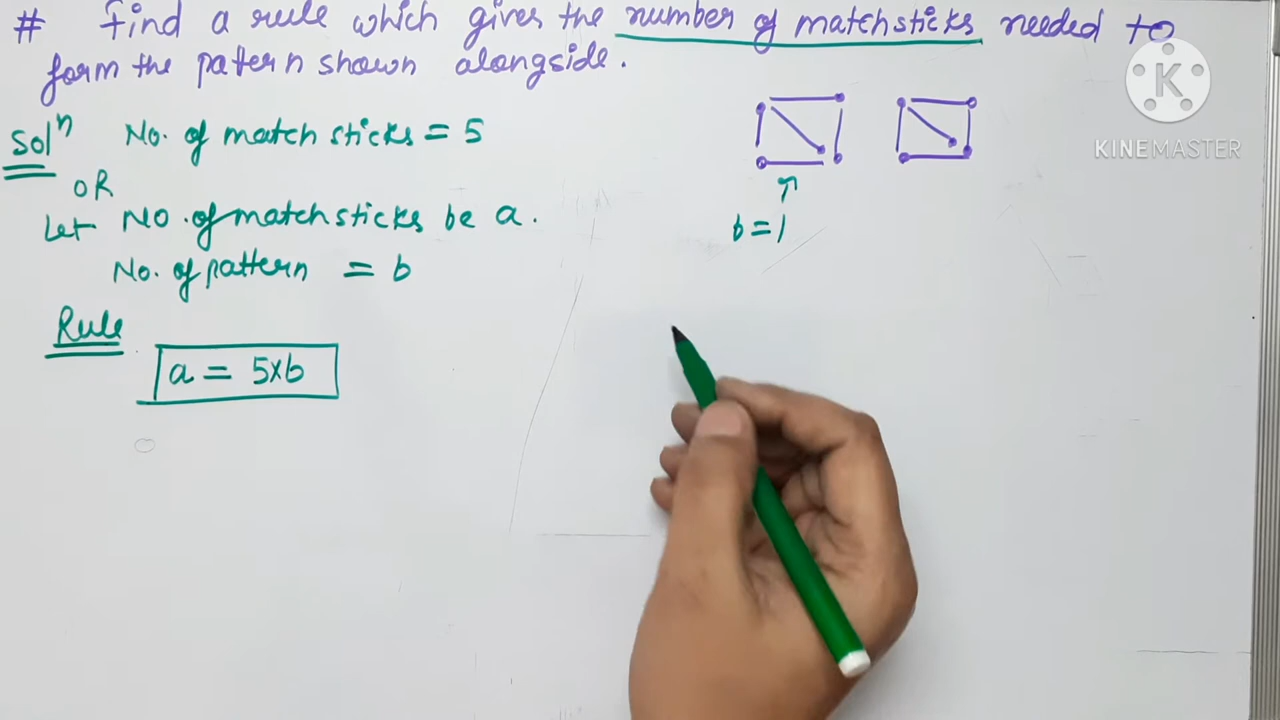 # Find a rule which gives the number of matchsticks needed to
form the patern shown alongside.
Solⁿ No. of match sticks = 5
OR
Let No. of matchsticks be a.
No. of pattern = b
Rule
a = 5×b
b = 1
K
KINEMASTER